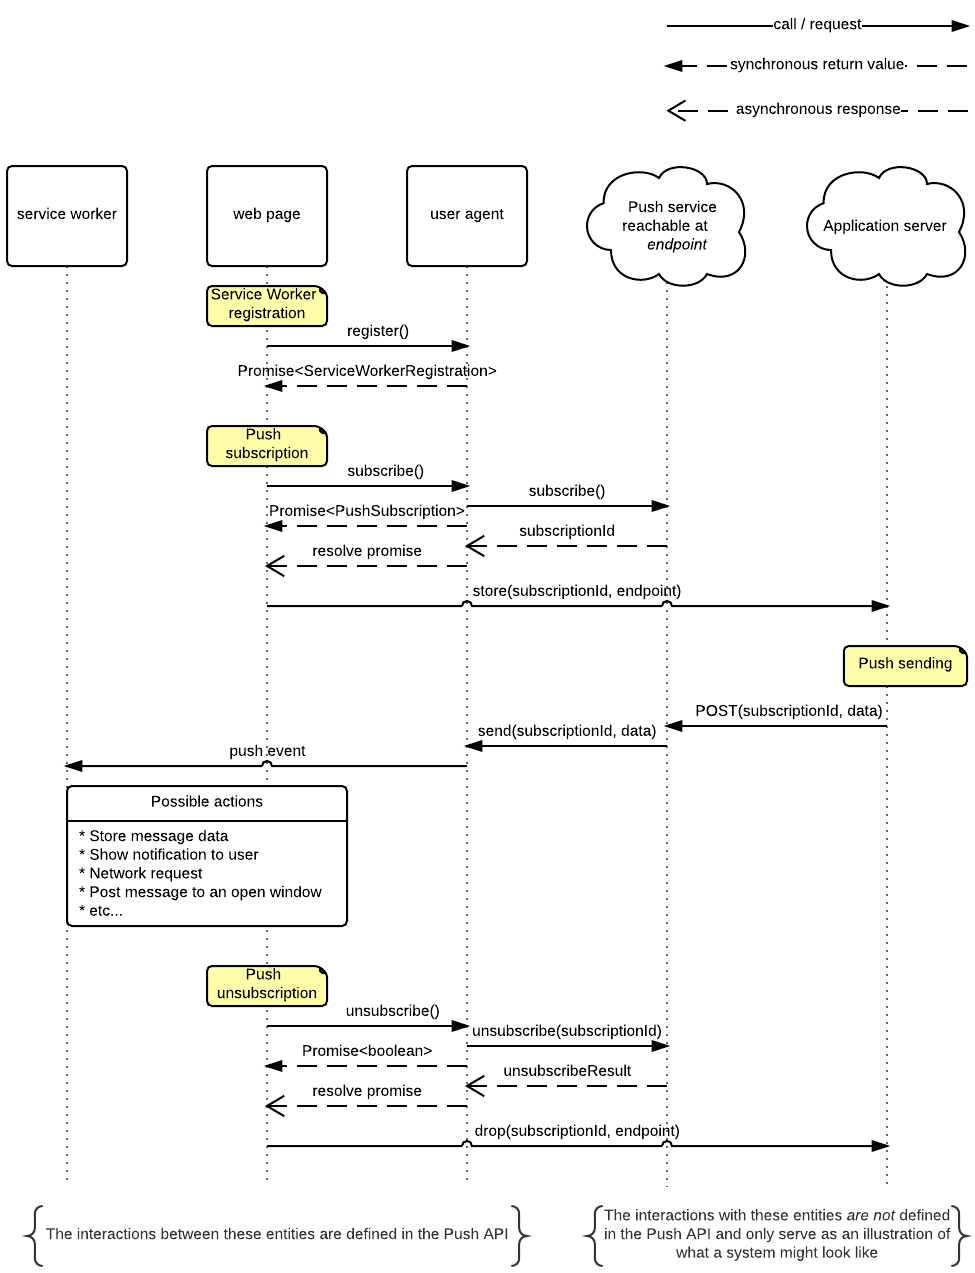 call / request
synchronous return value
asynchronous response
service worker
web page
user agent
Push service
reachable at
endpoint
Application server
Service Worker
registration
register()
Promise<ServiceWorkerRegistration>
Push
subscription
subscribe()
subscribe()
Promise<PushSubscription>
subscriptionId
resolve promise
store(subscriptionId, endpoint)
Push sending
POST(subscriptionId, data)
send(subscriptionId, data)
push event
Possible actions
* Store message data
* Show notification to user
* Network request
* Post message to an open window
* etc...
Push
unsubscription
unsubscribe()
unsubscribe(subscriptionId)
Promise<boolean>
unsubscribeResult
resolve promise
drop(subscriptionId, endpoint)
The interactions between these entities are defined in the Push API
The interactions with these entities are not defined
in the Push API and only serve as an illustration of
what a system might look like